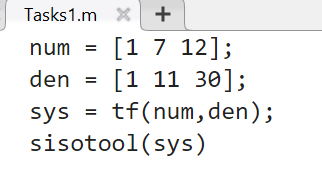 Tasks1.m × +
num = [1 7 12];
den = [1 11 30];
sys = tf(num,den);
sisotool(sys)